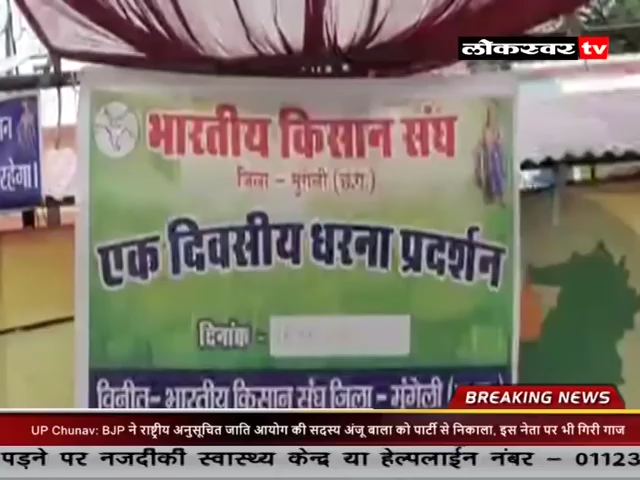 लोकस्वर tv
भारतीय किसान संघ
जिला - मुंगेली (छ.ग.)
एक दिवसीय धरना प्रदर्शन
रहेगा।
दिनांक -
विनीत- भारतीय किसान संघ जिला - मुंगेली
BREAKING NEWS
UP Chunav: BJP ने राष्ट्रीय अनुसूचित जाति आयोग की सदस्य अंजू बाला को पार्टी से निकाला, इस नेता पर भी गिरी गाज
पड़ने पर नजदीकी स्वास्थ्य केन्द्र या हेल्पलाईन नंबर – 01123